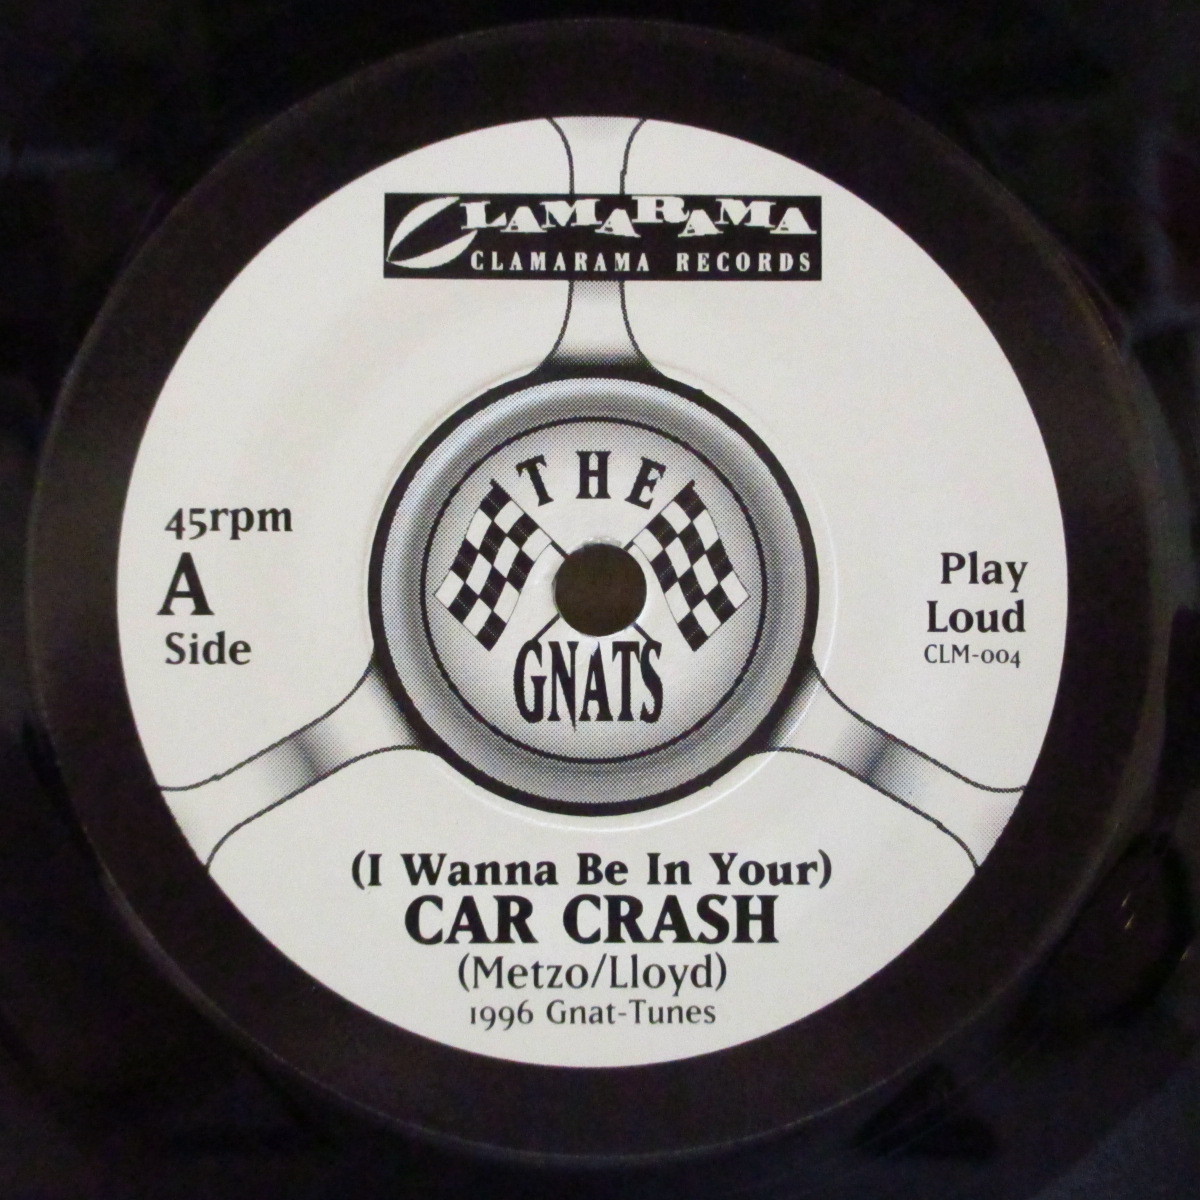 CLAMARAMA
CLAMARAMA RECORDS
THE
GNATS
45rpm
A
Side
Play
Loud
CLM-004
(I Wanna Be In Your)
CAR CRASH
(Metzo/Lloyd)
1996 Gnat-Tunes